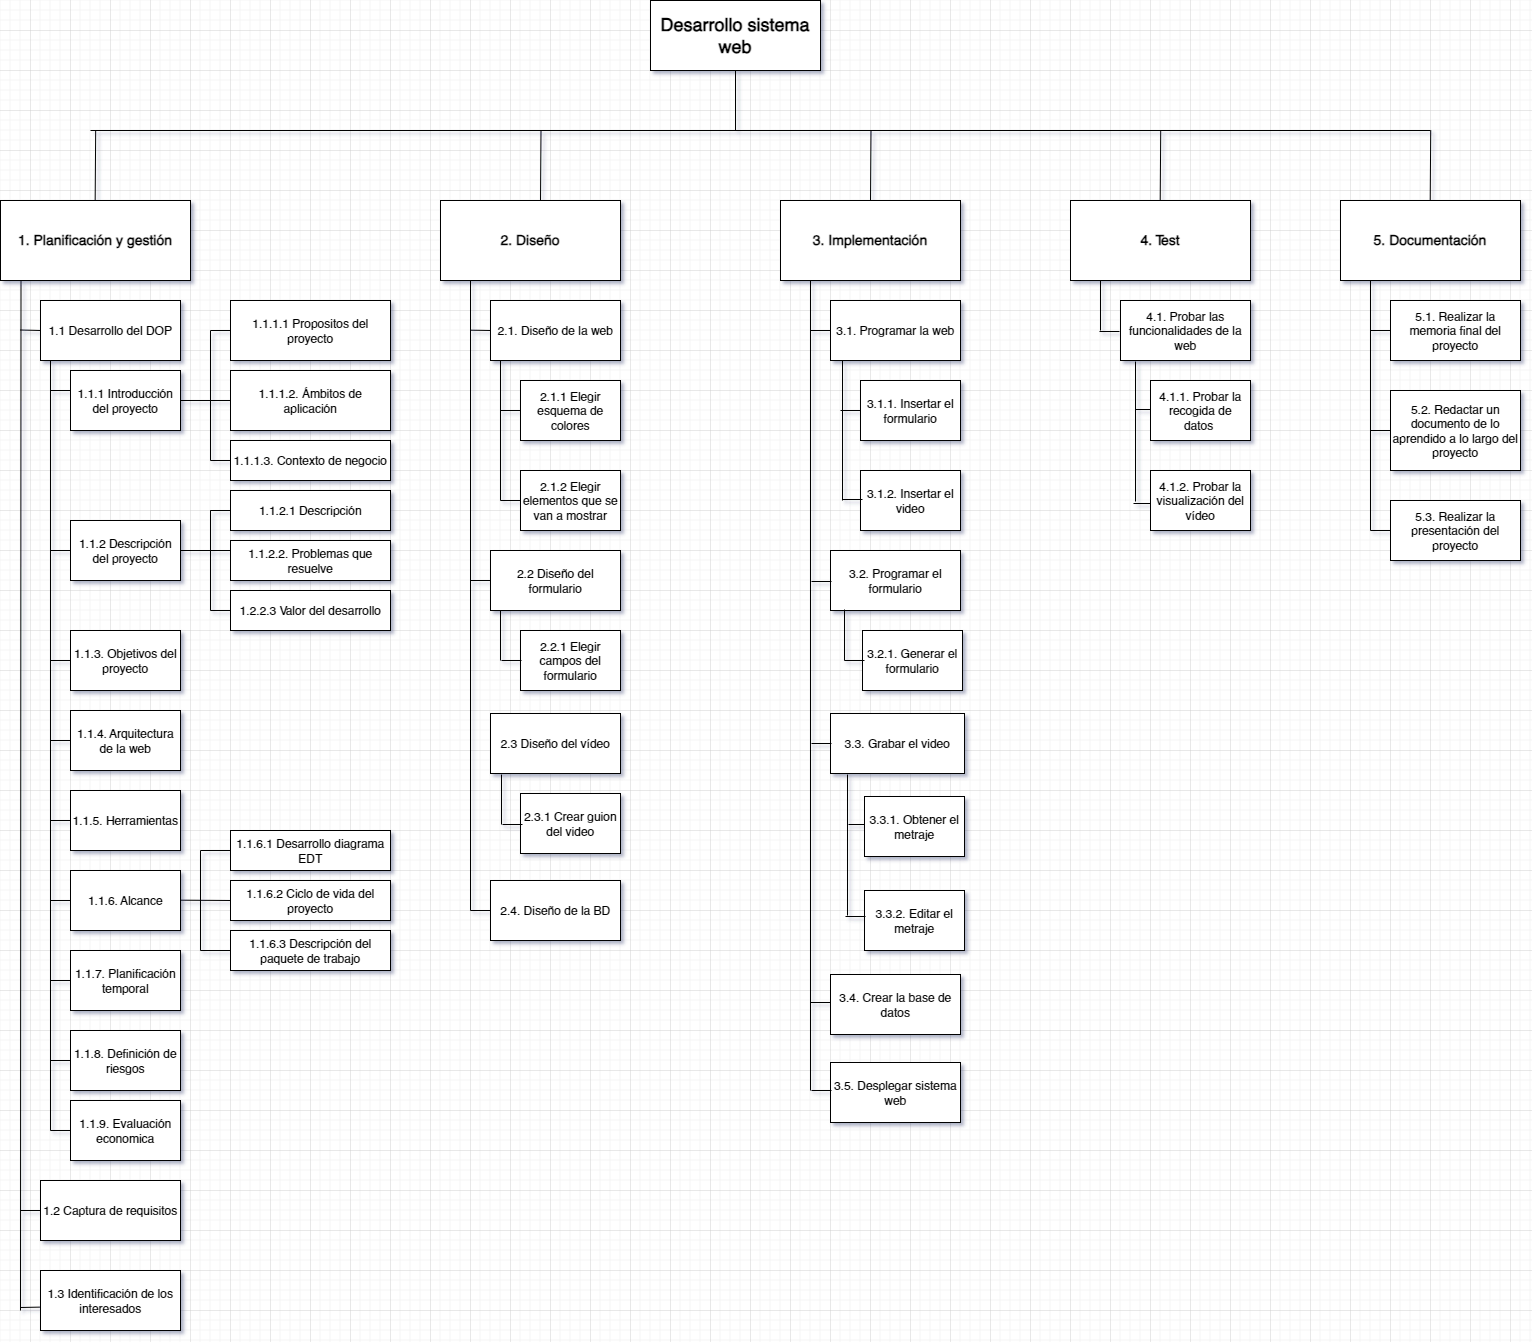 Desarrollo sistema
web
1. Planificación y gestión
1.1 Desarrollo del DOP
1.1.1 Introducción
del proyecto
1.1.1.1 Propositos del
proyecto
1.1.1.2. Ámbitos de
aplicación
1.1.1.3. Contexto de negocio
1.1.2 Descripción
del proyecto
1.1.2.1 Descripción
1.1.2.2. Problemas que
resuelve
1.2.2.3 Valor del desarrollo
1.1.3. Objetivos del
proyecto
1.1.4. Arquitectura
de la web
1.1.5. Herramientas
1.1.6. Alcance
1.1.6.1 Desarrollo diagrama
EDT
1.1.6.2 Ciclo de vida del
proyecto
1.1.6.3 Descripción del
paquete de trabajo
1.1.7. Planificación
temporal
1.1.8. Definición de
riesgos
1.1.9. Evaluación
economica
1.2 Captura de requisitos
1.3 Identificación de los
interesados
2. Diseño
2.1. Diseño de la web
2.1.1 Elegir
esquema de
colores
2.1.2 Elegir
elementos que se
van a mostrar
2.2 Diseño del
formulario
2.2.1 Elegir
campos del
formulario
2.3 Diseño del vídeo
2.3.1 Crear guion
del video
2.4. Diseño de la BD
3. Implementación
3.1. Programar la web
3.1.1. Insertar el
formulario
3.1.2. Insertar el
video
3.2. Programar el
formulario
3.2.1. Generar el
formulario
3.3. Grabar el video
3.3.1. Obtener el
metraje
3.3.2. Editar el
metraje
3.4. Crear la base de
datos
3.5. Desplegar sistema
web
4. Test
4.1. Probar las
funcionalidades de la
web
4.1.1. Probar la
recogida de
datos
4.1.2. Probar la
visualización del
vídeo
5. Documentación
5.1. Realizar la
memoria final del
proyecto
5.2. Redactar un
documento de lo
aprendido a lo largo del
proyecto
5.3. Realizar la
presentación del
proyecto